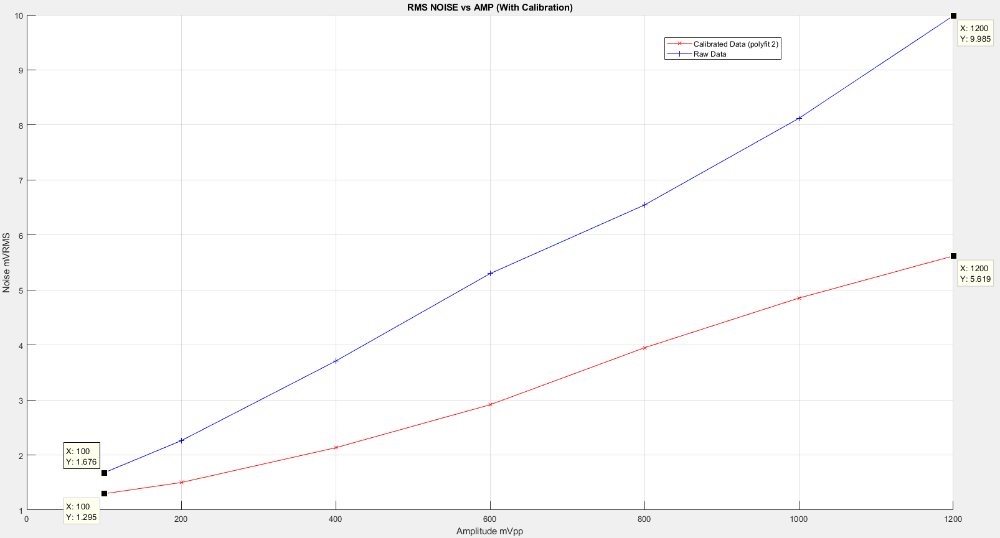 RMS NOISE vs AMP (With Calibration)
10
9
8
7
6
5
4
3
2
1
Noise mVRMS
Calibrated Data (polyfit 2)
Raw Data
X: 1200
Y: 9.985
X: 1200
Y: 5.619
X: 100
Y: 1.676
X: 100
Y: 1.295
0 200 400 600 800 1000 1200
Amplitude mVpp